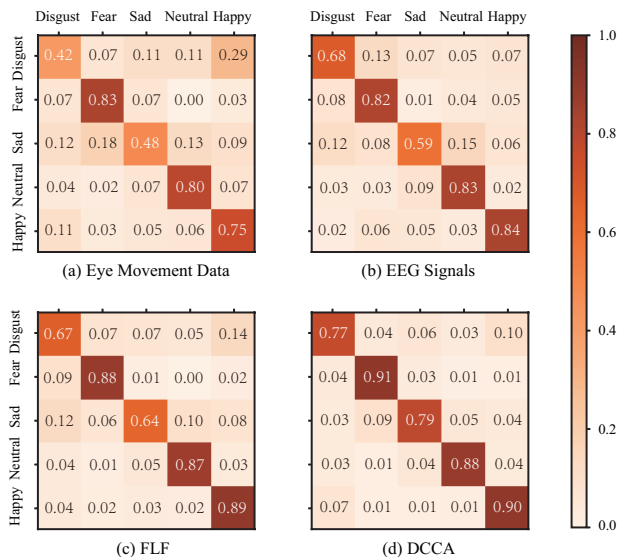 Disgust Fear Sad Neutral Happy
Disgust 0.42 0.07 0.11 0.11 0.29
Fear 0.07 0.83 0.07 0.00 0.03
Sad 0.12 0.18 0.48 0.13 0.09
Neutral 0.04 0.02 0.07 0.80 0.07
Happy 0.11 0.03 0.05 0.06 0.75
(a) Eye Movement Data
Disgust Fear Sad Neutral Happy
0.68 0.13 0.07 0.05 0.07
0.08 0.82 0.01 0.04 0.05
0.12 0.08 0.59 0.15 0.06
0.03 0.03 0.09 0.83 0.02
0.02 0.06 0.05 0.03 0.84
(b) EEG Signals
Disgust 0.67 0.07 0.07 0.05 0.14
Fear 0.09 0.88 0.01 0.00 0.02
Sad 0.12 0.06 0.64 0.10 0.08
Neutral 0.04 0.01 0.05 0.87 0.03
Happy 0.04 0.02 0.03 0.02 0.89
(c) FLF
0.77 0.04 0.06 0.03 0.10
0.04 0.91 0.03 0.01 0.01
0.03 0.09 0.79 0.05 0.04
0.03 0.01 0.04 0.88 0.04
0.07 0.01 0.01 0.01 0.90
(d) DCCA
1.0
0.8
0.6
0.4
0.2
0.0